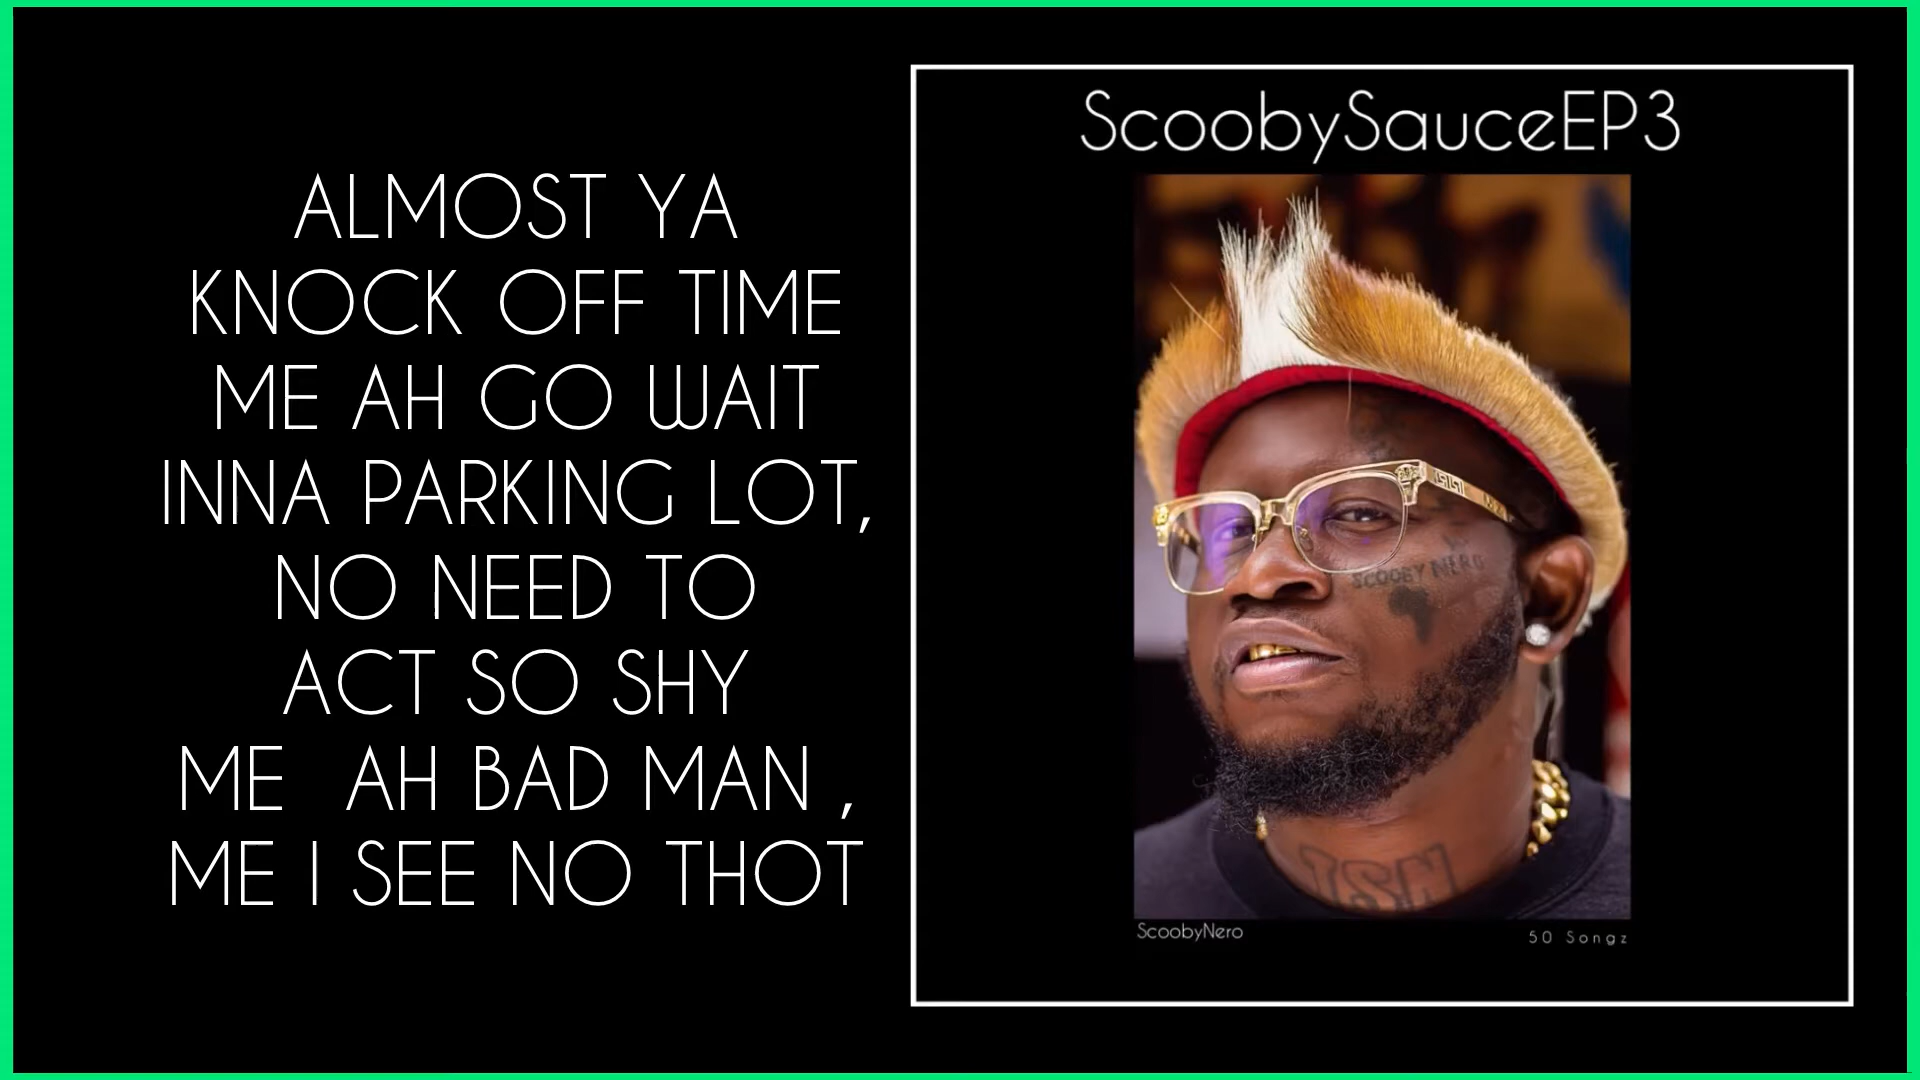 ALMOST YA
KNOCK OFF TIME
ME AH GO WAIT
INNA PARKING LOT,
NO NEED TO
ACT SO SHY
ME  AH BAD MAN ,
ME I SEE NO THOT
ScoobySauceEP3
SCOOBY NERO
JSN
ScoobyNero
50 Songz